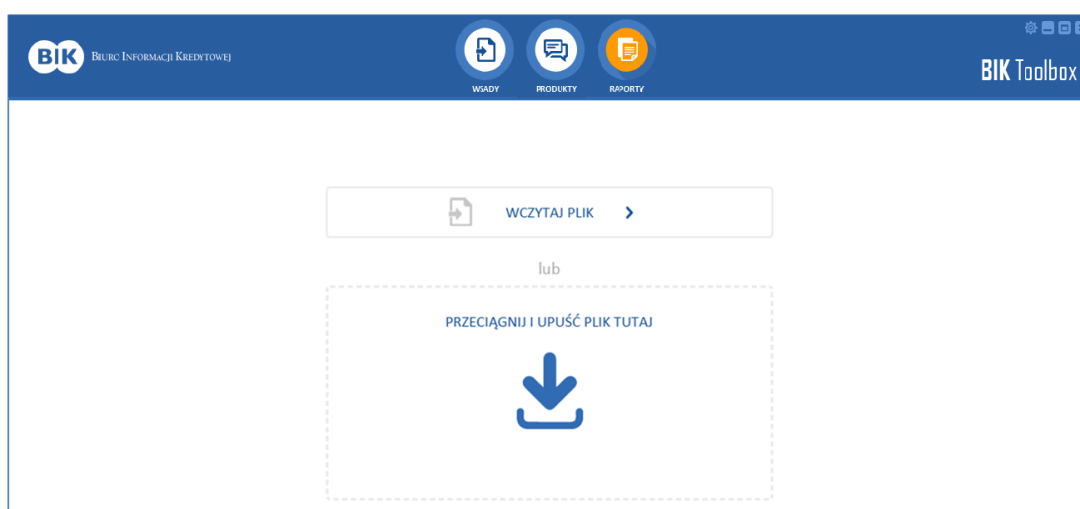 BIK
BIURO INFORMACJI KREDYTOWEJ
WSADY
PRODUKTY
RAPORTY
BIK Toolbox
WCZYTAJ PLIK
lub
PRZECIĄGNIJ I UPUŚĆ PLIK TUTAJ